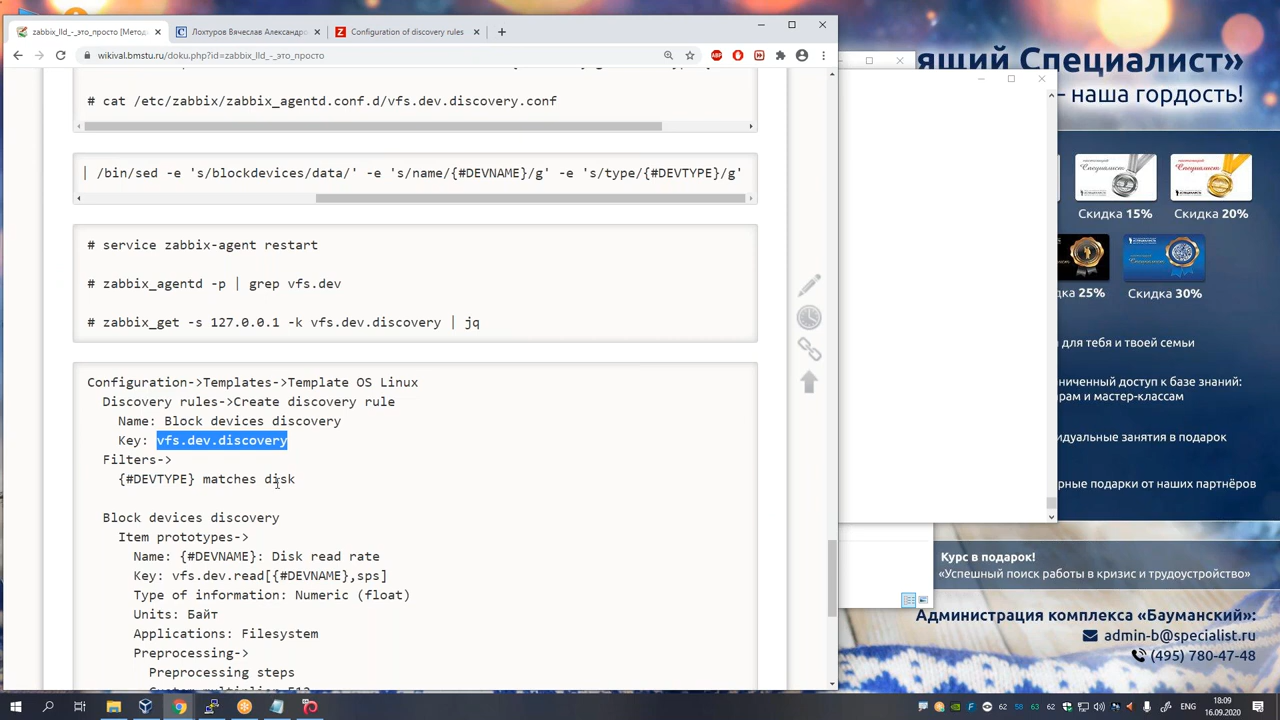 zabbix_lld_-_это_просто [Метод
Лохтуров Вячеслав Александро
Configuration of discovery rules
wikival.bmstu.ru/doku.php?id=zabbix_lld_-_это_просто
# cat /etc/zabbix/zabbix_agentd.conf.d/vfs.dev.discovery.conf
| /bin/sed -e 's/blockdevices/data/' -e 's/name/{#DEVNAME}/g' -e 's/type/{#DEVTYPE}/g'
# service zabbix-agent restart
# zabbix_agentd -p | grep vfs.dev
# zabbix_get -s 127.0.0.1 -k vfs.dev.discovery | jq
Configuration->Templates->Template OS Linux
Discovery rules->Create discovery rule
Name: Block devices discovery
Key: vfs.dev.discovery
Filters->
{#DEVTYPE} matches disk
Block devices discovery
Item prototypes->
Name: {#DEVNAME}: Disk read rate
Key: vfs.dev.read[{#DEVNAME},sps]
Type of information: Numeric (float)
Units: Байт
Applications: Filesystem
Preprocessing->
Preprocessing steps
ящий Специалист»
– наша гордость!
Скидка 15%
Скидка 20%
дка 25%
Скидка 30%
а для тебя и твоей семьи
раниченный доступ к базе знаний:
рам и мастер-классам
идуальные занятия в подарок
рные подарки от наших партнёров
Курс в подарок!
«Успешный поиск работы в кризис и трудоустройство»
Администрация комплекса «Бауманский»:
admin-b@specialist.ru
(495) 780-47-48
62 58 63 62
ENG
18:09
16.09.2020